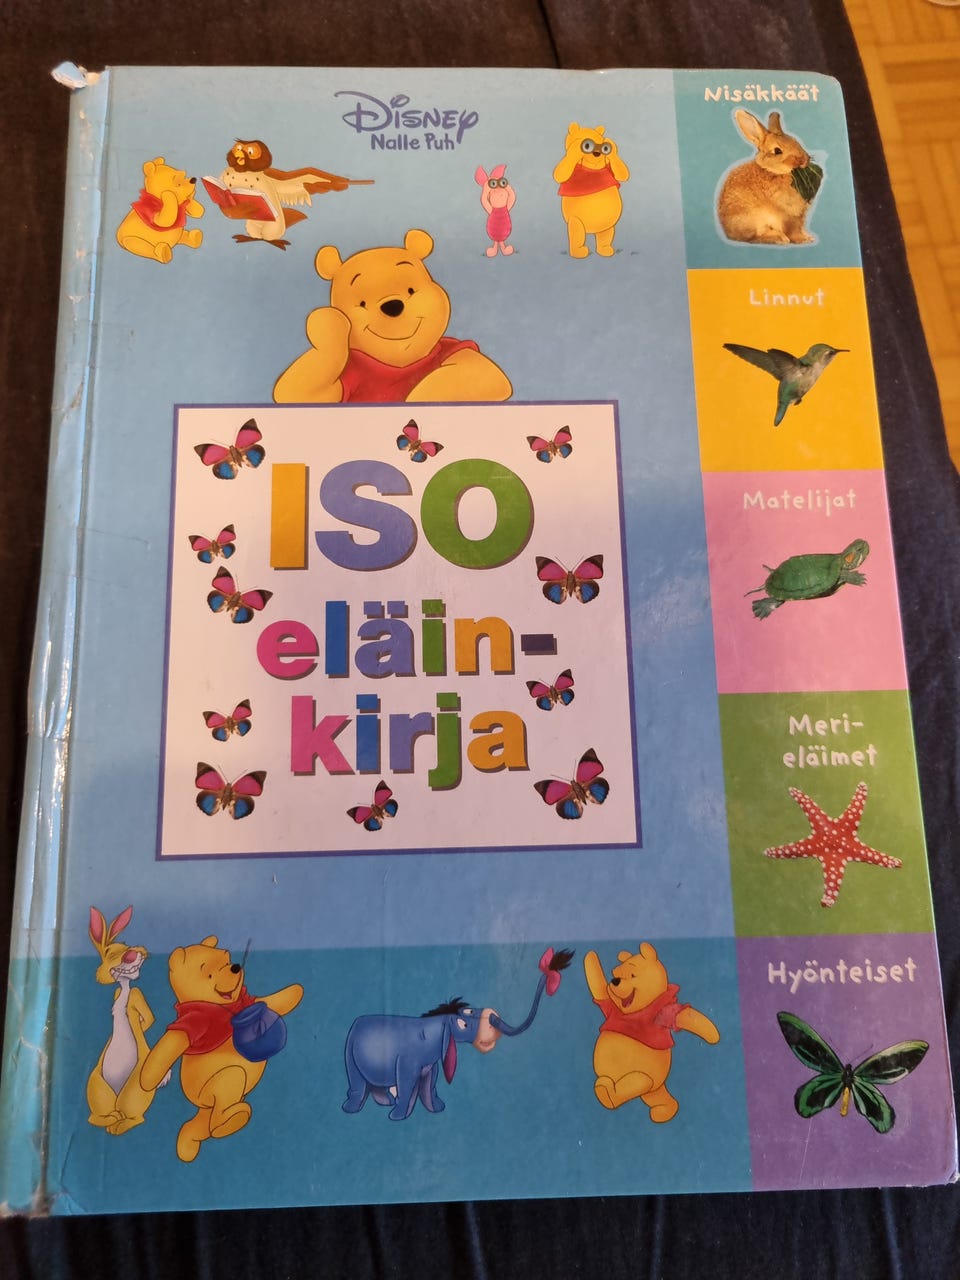 Disney
Nalle Puh
ISO
eläin-
kirja
Nisäkkäät
Linnut
Matelijat
Meri-
eläimet
Hyönteiset